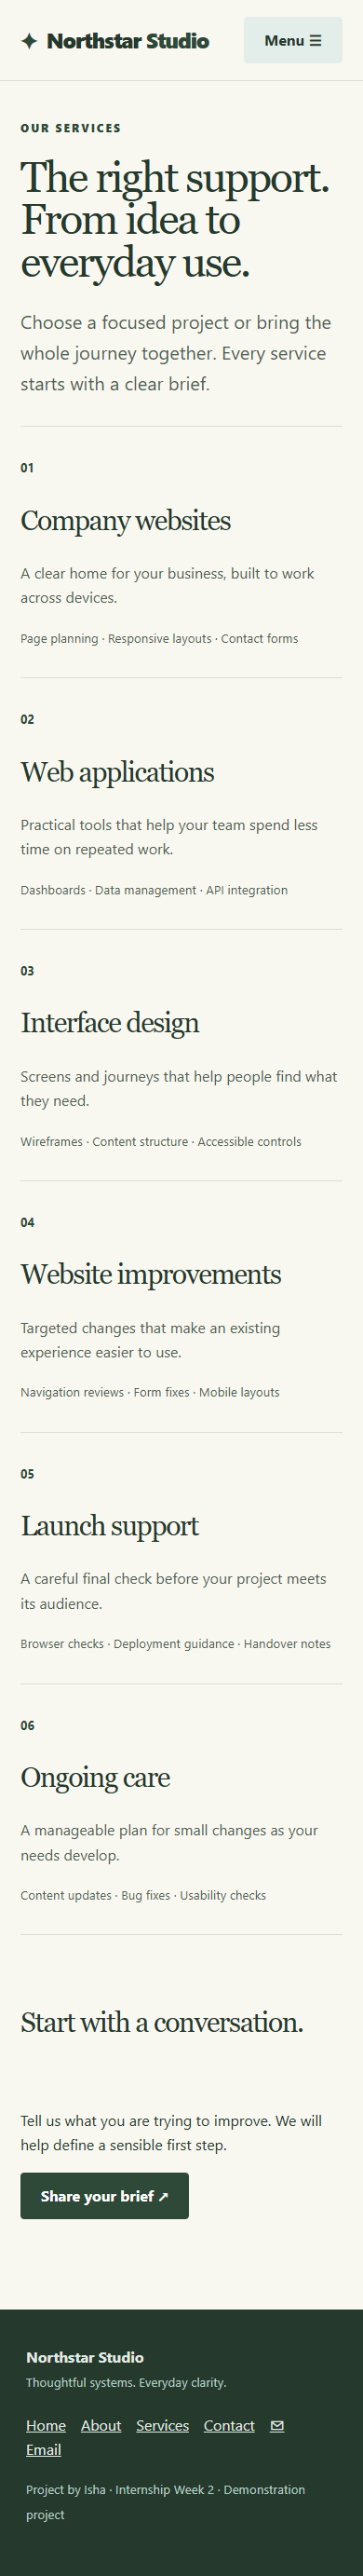 ✦ Northstar Studio
Menu ☰
OUR SERVICES
The right support.
From idea to
everyday use.
Choose a focused project or bring the
whole journey together. Every service
starts with a clear brief.
01
Company websites
A clear home for your business, built to work
across devices.
Page planning · Responsive layouts · Contact forms
02
Web applications
Practical tools that help your team spend less
time on repeated work.
Dashboards · Data management · API integration
03
Interface design
Screens and journeys that help people find what
they need.
Wireframes · Content structure · Accessible controls
04
Website improvements
Targeted changes that make an existing
experience easier to use.
Navigation reviews · Form fixes · Mobile layouts
05
Launch support
A careful final check before your project meets
its audience.
Browser checks · Deployment guidance · Handover notes
06
Ongoing care
A manageable plan for small changes as your
needs develop.
Content updates · Bug fixes · Usability checks
Start with a conversation.
Tell us what you are trying to improve. We will
help define a sensible first step.
Share your brief ↗
Northstar Studio
Thoughtful systems. Everyday clarity.
Home About Services Contact ✉
Email
Project by Isha · Internship Week 2 · Demonstration
project